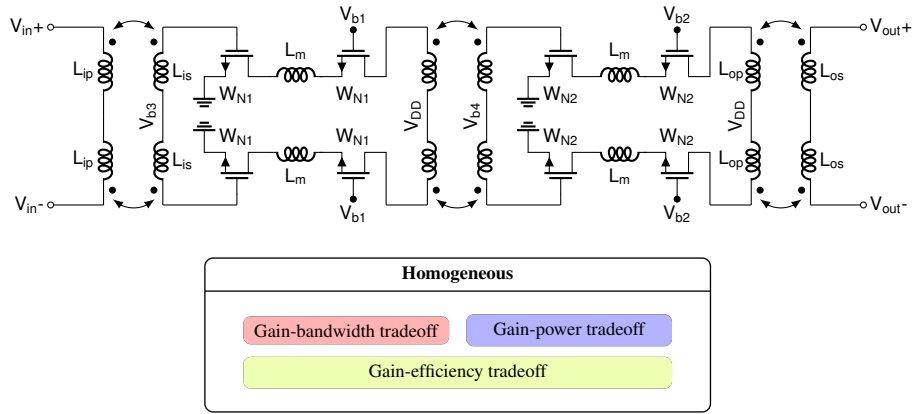 Vb1 Vb2
Vin+ Vout+
Lm Lm
Lip Lis Lop Los
WN1 WN1 WN2 WN2
Vb3 VDD Vb4 VDD
WN1 WN1 WN2 WN2
Lip Lis Lop Los
Lm Lm
Vin- Vb1 Vb2 Vout-
Homogeneous
Gain-bandwidth tradeoff Gain-power tradeoff
Gain-efficiency tradeoff